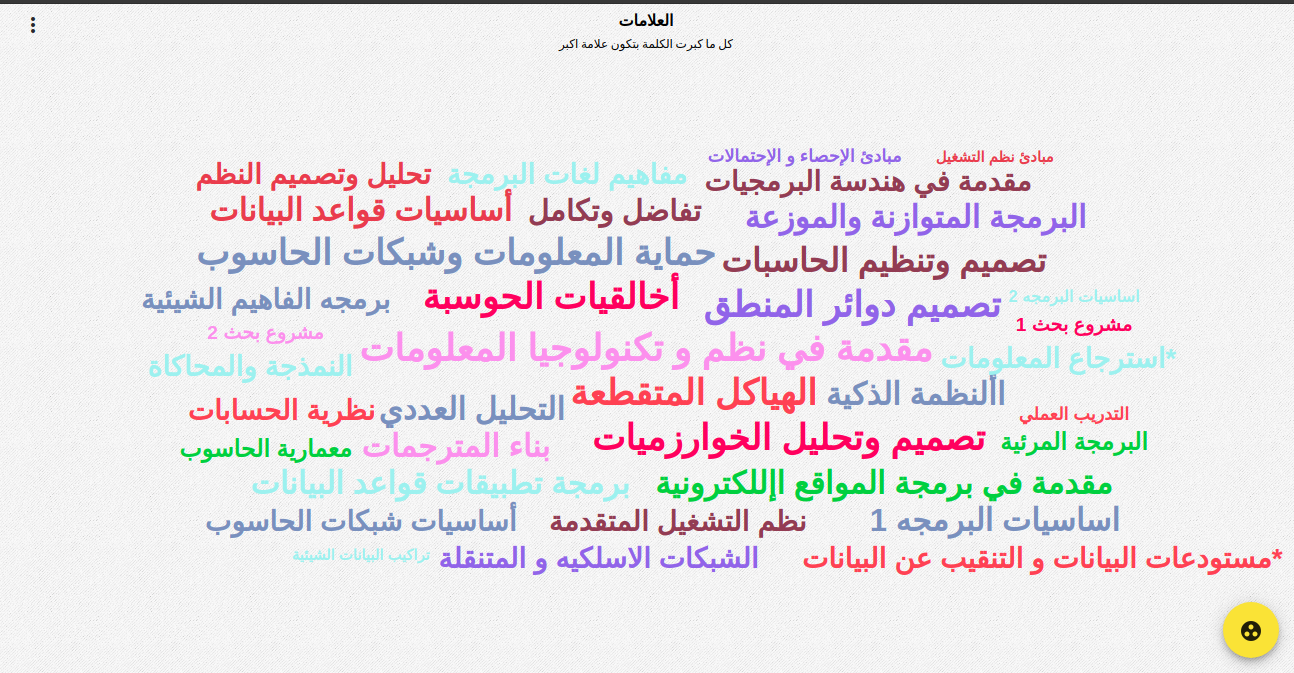 العلامات
كل ما كبرت الكلمة بتكون علامة اكبر
مبادئ نظم التشغيل
مبادئ الإحصاء و الإحتمالات
مقدمة في هندسة البرمجيات
مفاهيم لغات البرمجة
تحليل وتصميم النظم
البرمجة المتوازنة والموزعة
تفاضل وتكامل
أساسيات قواعد البيانات
تصميم وتنظيم الحاسبات
حماية المعلومات وشبكات الحاسوب
اساسيات البرمجه 2
تصميم دوائر المنطق
أخالقيات الحوسبة
برمجه الفاهيم الشيئية
مشروع بحث 1
مشروع بحث 2
*استرجاع المعلومات
مقدمة في نظم و تكنولوجيا المعلومات
النمذجة والمحاكاة
األنظمة الذكية
الهياكل المتقطعة
التدريب العملي
التحليل العددي
نظرية الحسابات
البرمجة المرئية
تصميم وتحليل الخوارزميات
بناء المترجمات
معمارية الحاسوب
مقدمة في برمجة المواقع اإللكترونية
برمجة تطبيقات قواعد البيانات
اساسيات البرمجه 1
نظم التشغيل المتقدمة
أساسيات شبكات الحاسوب
*مستودعات البيانات و التنقيب عن البيانات
الشبكات الاسلكيه و المتنقلة
تراكيب البيانات الشيئية